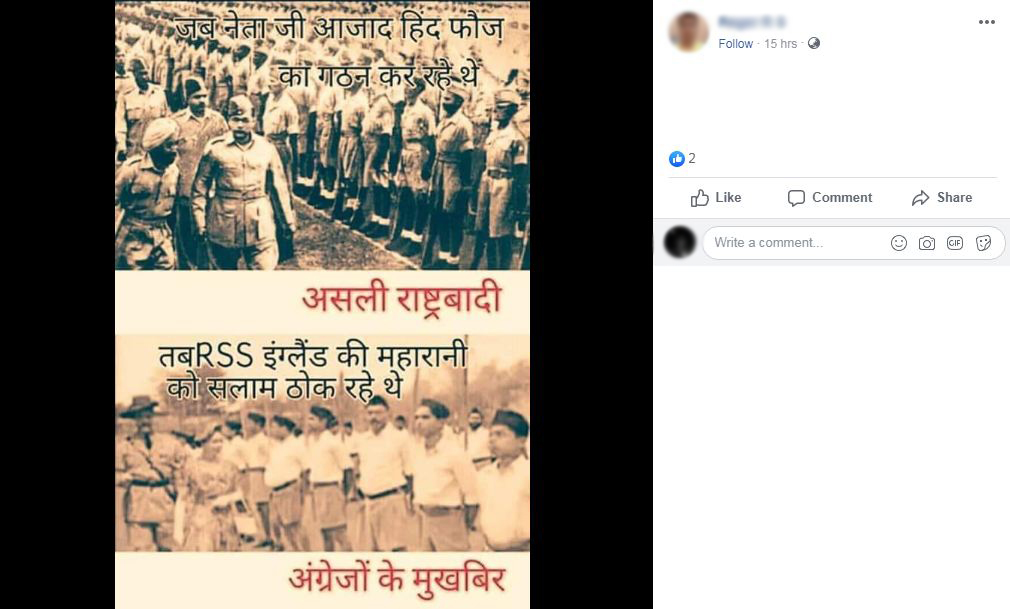 जब नेता जी आजाद हिंद फौज
का गठन कर रहे थे
असली राष्ट्रबादी
तबRSS इंग्लैंड की महारानी
को सलाम ठोक रहे थे
अंग्रेजों के मुखबिर
Follow · 15 hrs ·
2
Like Comment Share
Write a comment...
GIF